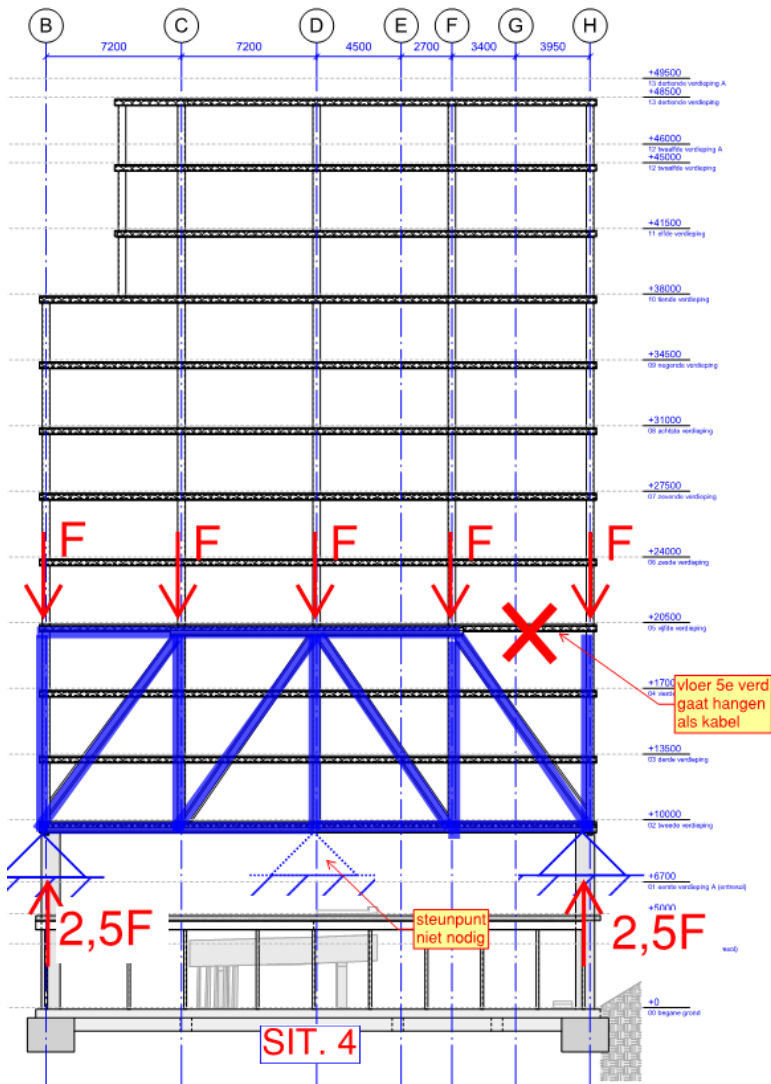 B C D E F G H
7200 7200 4500 2700 3400 3950
+49500
13 dertiende verdieping A
+48500
13 dertiende verdieping
+46000
12 twaalfde verdieping A
+45000
12 twaalfde verdieping
+41500
11 elfde verdieping
+38000
10 tiende verdieping
+34500
09 negende verdieping
+31000
08 achtste verdieping
+27500
07 zevende verdieping
F F F F F
+24000
06 zesde verdieping
+20500
05 vijfde verdieping
+1700
04
vloer 5e verd
gaat hangen
als kabel
+13500
03 derde verdieping
+10000
02 tweede verdieping
+6700
01 eerste verdieping A (entresol)
+5000
2,5F
steunpunt
niet nodig
2,5F
+0
00 begane grond
SIT. 4